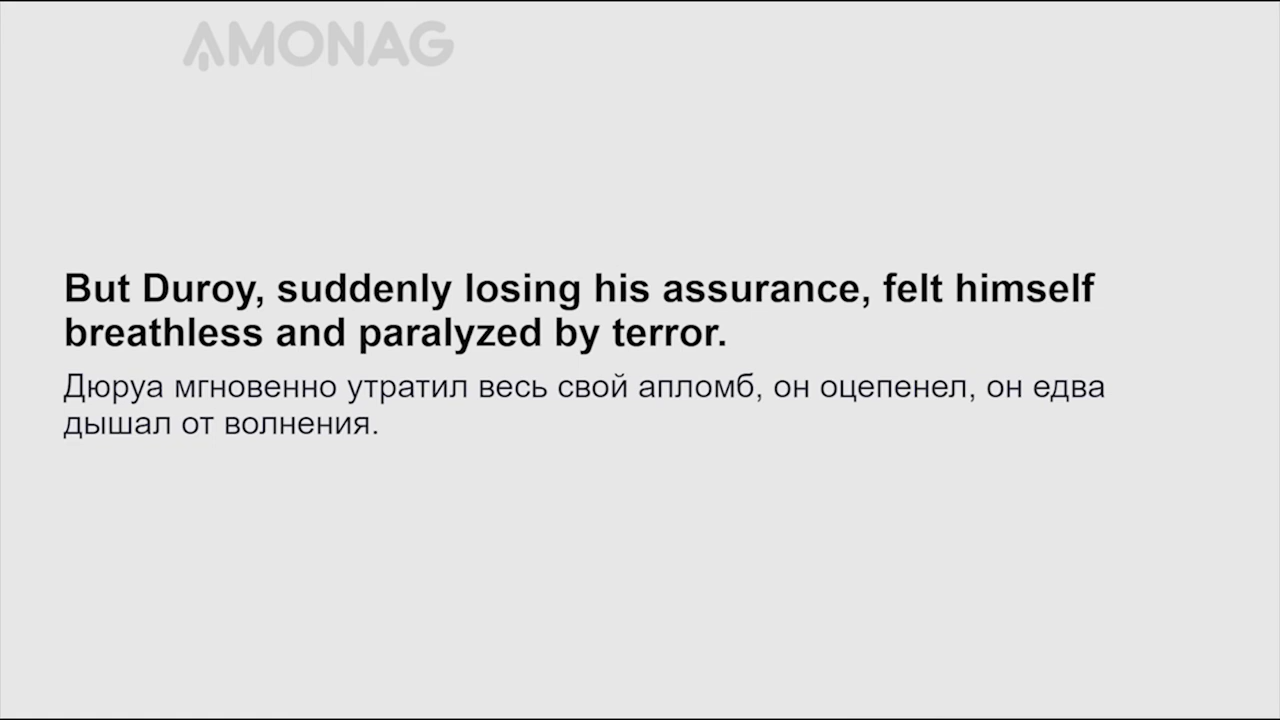 AMONAG
But Duroy, suddenly losing his assurance, felt himself
breathless and paralyzed by terror.
Дюруа мгновенно утратил весь свой апломб, он оцепенел, он едва
дышал от волнения.